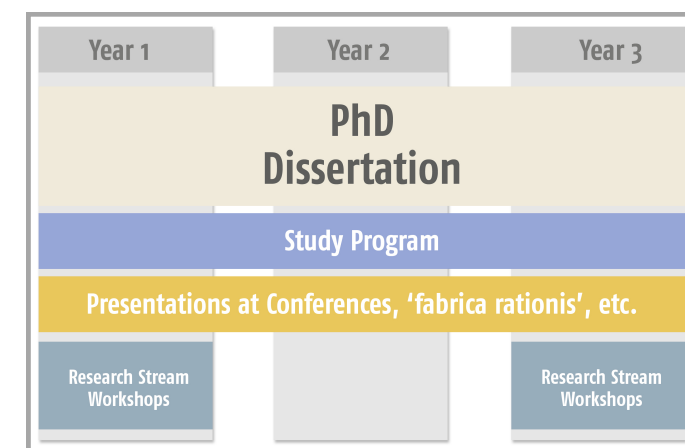 Year 1
Year 2
Year 3
PhD
Dissertation
Study Program
Presentations at Conferences, ‘fabrica rationis’, etc.
Research Stream
Workshops
Research Stream
Workshops